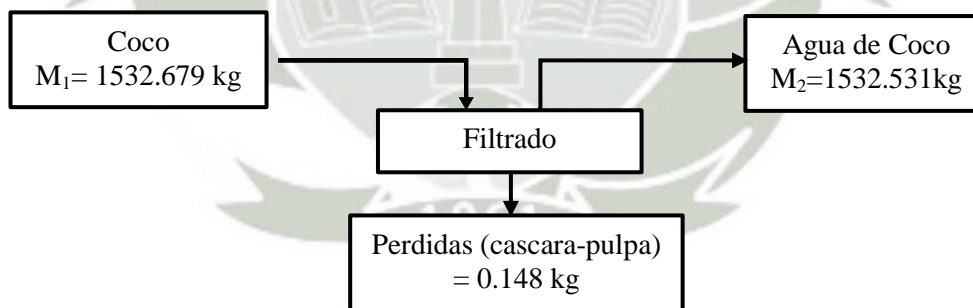 Coco
M₁= 1532.679 kg
Agua de Coco
M₂=1532.531kg
Filtrado
Perdidas (cascara-pulpa)
= 0.148 kg